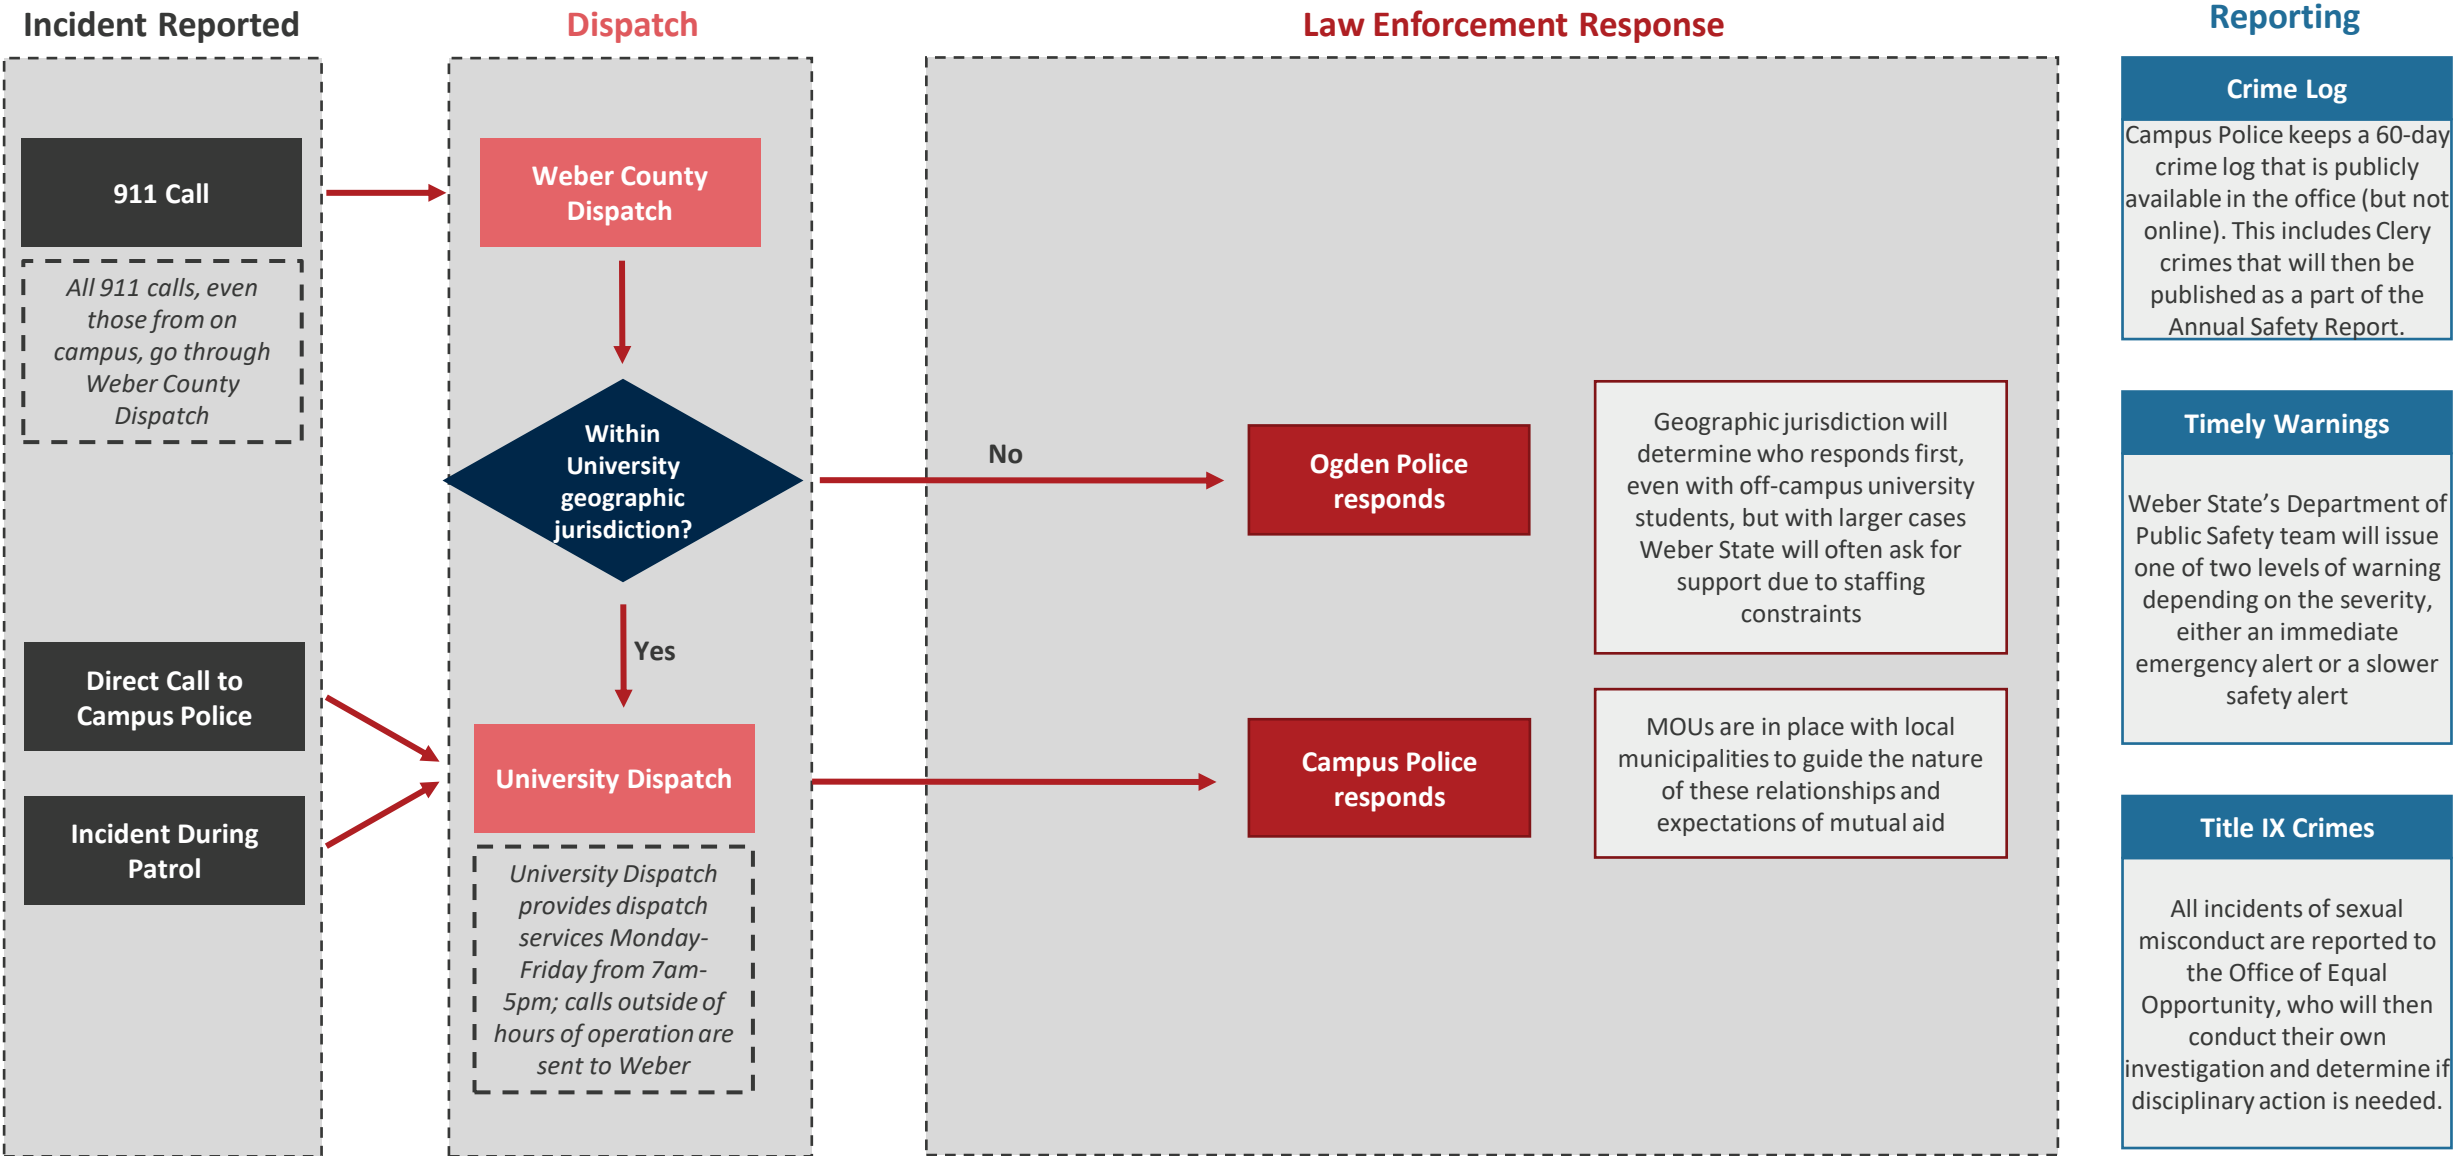 Incident Reported
Dispatch
Law Enforcement Response
Reporting
911 Call
All 911 calls, even
those from on
campus, go through
Weber County
Dispatch
Direct Call to
Campus Police
Incident During
Patrol
Weber County
Dispatch
Within
University
geographic
jurisdiction?
No
Yes
University Dispatch
University Dispatch
provides dispatch
services Monday-
Friday from 7am-
5pm; calls outside of
hours of operation are
sent to Weber
Ogden Police
responds
Geographic jurisdiction will
determine who responds first,
even with off-campus university
students, but with larger cases
Weber State will often ask for
support due to staffing
constraints
Campus Police
responds
MOUs are in place with local
municipalities to guide the nature
of these relationships and
expectations of mutual aid
Crime Log
Campus Police keeps a 60-day
crime log that is publicly
available in the office (but not
online). This includes Clery
crimes that will then be
published as a part of the
Annual Safety Report.
Timely Warnings
Weber State’s Department of
Public Safety team will issue
one of two levels of warning
depending on the severity,
either an immediate
emergency alert or a slower
safety alert
Title IX Crimes
All incidents of sexual
misconduct are reported to
the Office of Equal
Opportunity, who will then
conduct their own
investigation and determine if
disciplinary action is needed.